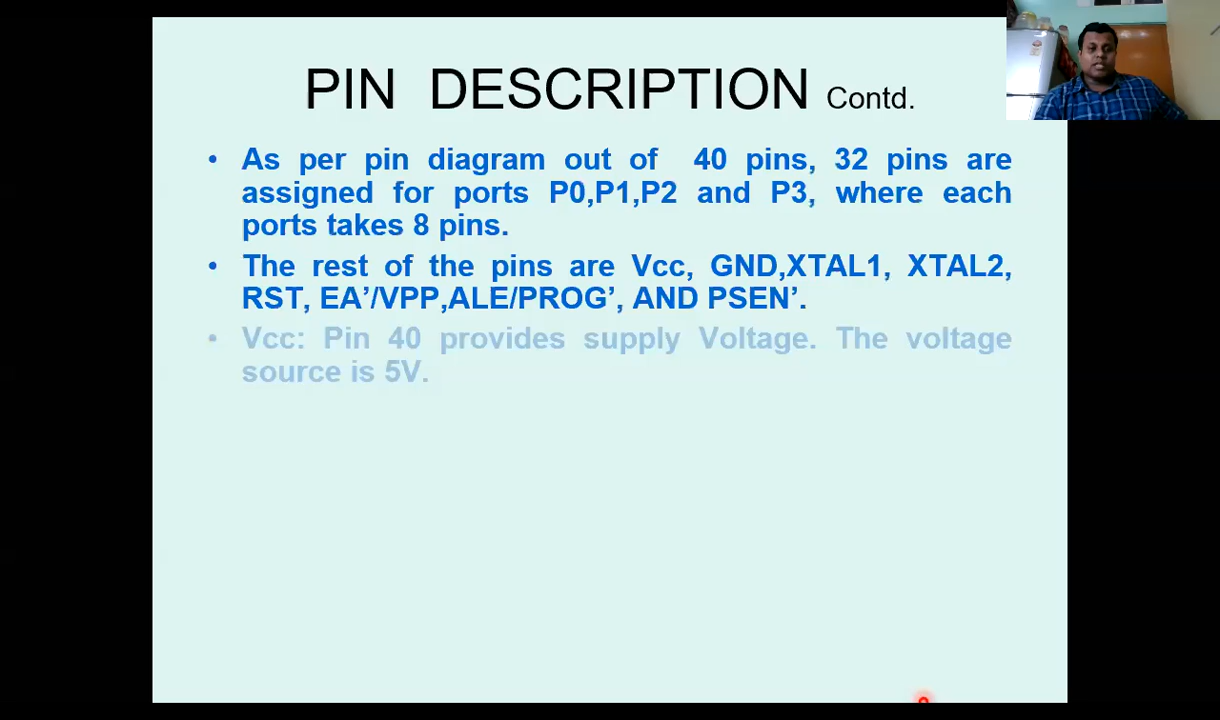 PIN DESCRIPTION Contd.
• As per pin diagram out of 40 pins, 32 pins are
assigned for ports P0,P1,P2 and P3, where each
ports takes 8 pins.
• The rest of the pins are Vcc, GND,XTAL1, XTAL2,
RST, EA’/VPP,ALE/PROG’, AND PSEN’.
• Vcc: Pin 40 provides supply Voltage. The voltage
source is 5V.